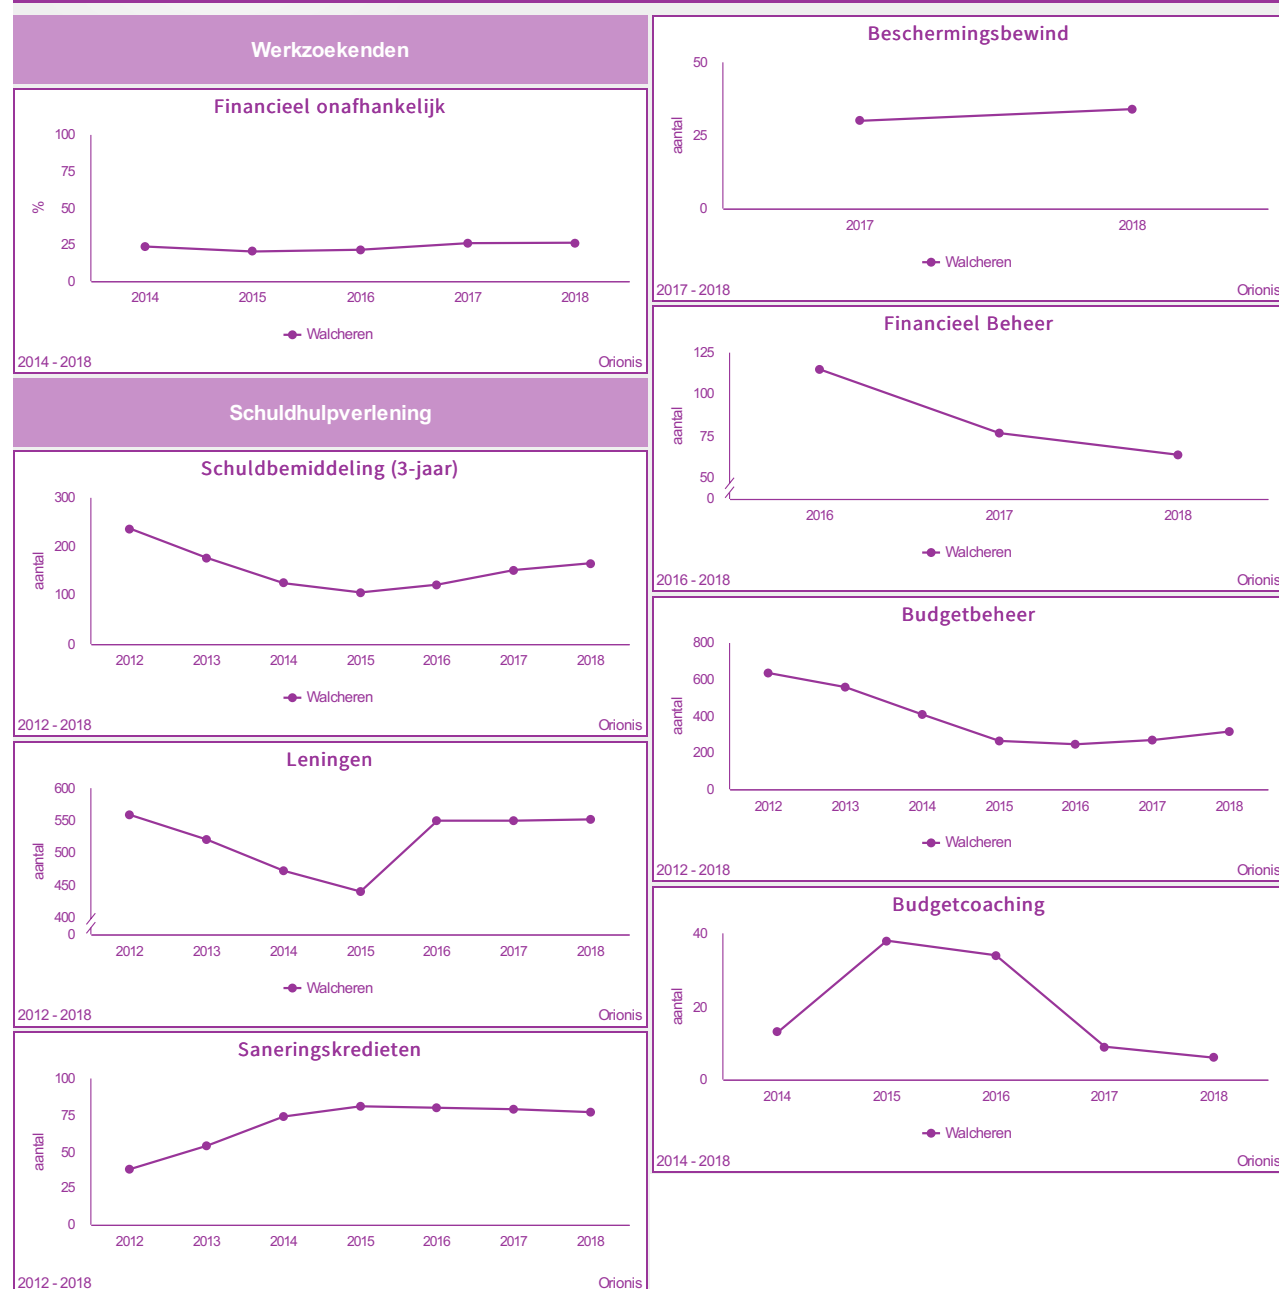 Werkzoekenden
Financieel onafhankelijk
100
75
50
25
0
%
2014 2015 2016 2017 2018
Walcheren
2014 - 2018 Orionis
Schuldhulpverlening
Schuldbemiddeling (3-jaar)
300
200
100
0
aantal
2012 2013 2014 2015 2016 2017 2018
Walcheren
2012 - 2018 Orionis
Leningen
600
550
500
450
400
0
aantal
2012 2013 2014 2015 2016 2017 2018
Walcheren
2012 - 2018 Orionis
Saneringskredieten
100
75
50
25
0
aantal
2012 2013 2014 2015 2016 2017 2018
2012 - 2018 Orionis
Beschermingsbewind
50
25
0
aantal
2017 2018
Walcheren
2017 - 2018 Orionis
Financieel Beheer
125
100
75
50
0
aantal
2016 2017 2018
Walcheren
2016 - 2018 Orionis
Budgetbeheer
800
600
400
200
0
aantal
2012 2013 2014 2015 2016 2017 2018
Walcheren
2012 - 2018 Orionis
Budgetcoaching
40
20
0
aantal
2014 2015 2016 2017 2018
Walcheren
2014 - 2018 Orionis